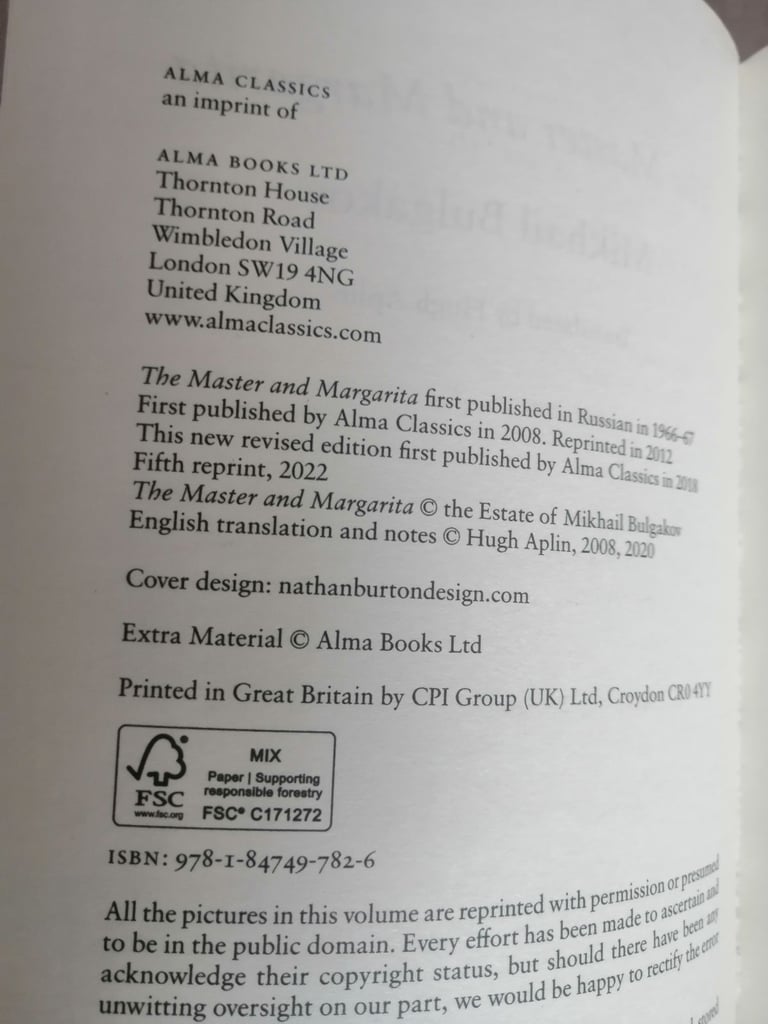 ALMA CLASSICS
an imprint of
ALMA BOOKS LTD
Thornton House
Thornton Road
Wimbledon Village
London SW19 4NG
United Kingdom
www.almaclassics.com
The Master and Margarita first published in Russian in 1966–67
First published by Alma Classics in 2008. Reprinted in 2012
This new revised edition first published by Alma Classics in 2018
Fifth reprint, 2022
The Master and Margarita © the Estate of Mikhail Bulgakov
English translation and notes © Hugh Aplin, 2008, 2020
Cover design: nathanburtondesign.com
Extra Material © Alma Books Ltd
Printed in Great Britain by CPI Group (UK) Ltd, Croydon CR0 4YY
MIX
Paper | Supporting
responsible forestry
FSC® C171272
FSC
www.fsc.org
ISBN: 978-1-84749-782-6
All the pictures in this volume are reprinted with permission or presumed
to be in the public domain. Every effort has been made to ascertain and
acknowledge their copyright status, but should there have been any
unwitting oversight on our part, we would be happy to rectify the error
stored